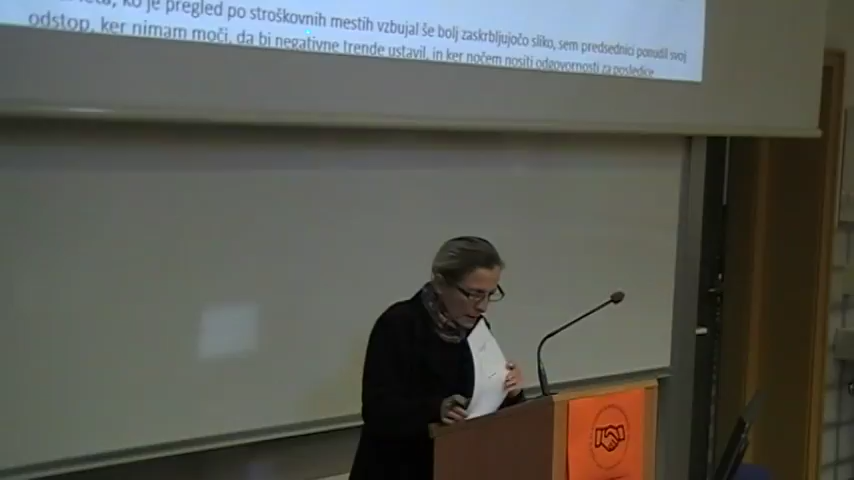 ko je pregled po stroškovnih mestih vzbujal še bolj zaskrbljujočo sliko, sem predsednici ponudil svoj
odstop, ker nimam moči, da bi negativne trende ustavil, in ker nočem nositi odgovornosti za posledice